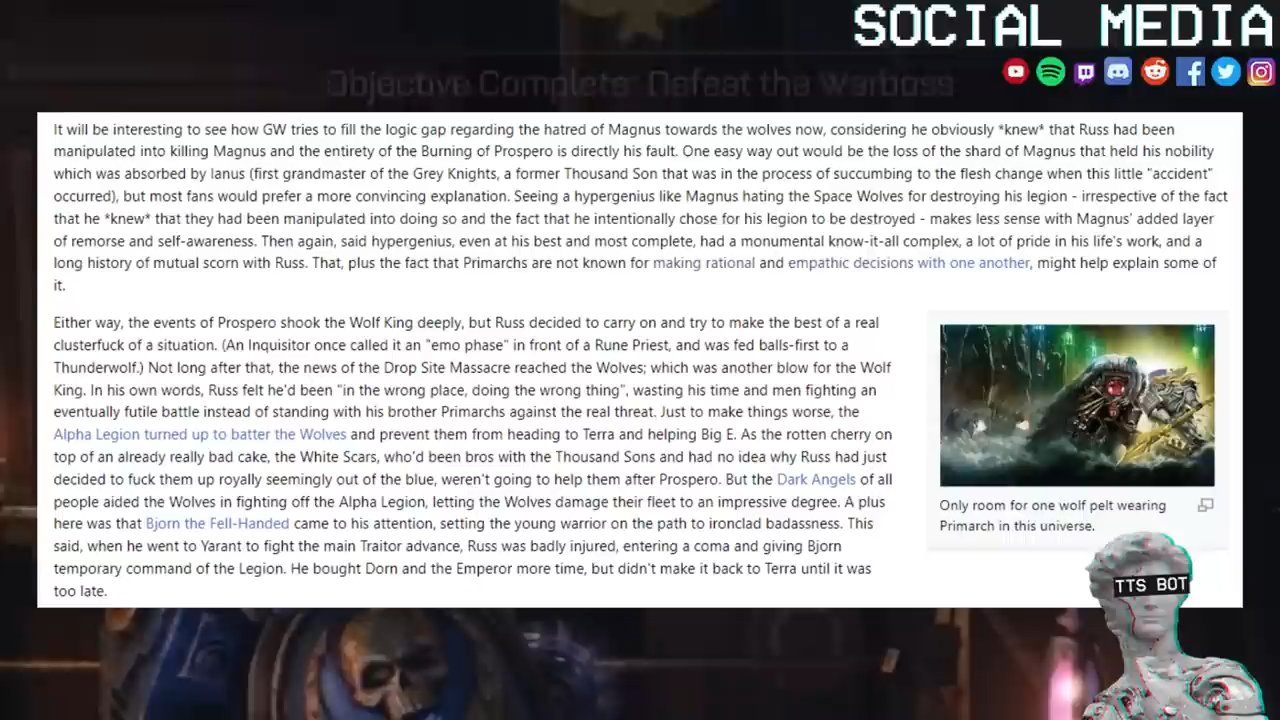 SOCIAL MEDIA
Objective Complete: Defeat the Warboss
It will be interesting to see how GW tries to fill the logic gap regarding the hatred of Magnus towards the wolves now, considering he obviously *knew* that Russ had been
manipulated into killing Magnus and the entirety of the Burning of Prospero is directly his fault. One easy way out would be the loss of the shard of Magnus that held his nobility
which was absorbed by Ianus (first grandmaster of the Grey Knights, a former Thousand Son that was in the process of succumbing to the flesh change when this little "accident"
occurred), but most fans would prefer a more convincing explanation. Seeing a hypergenius like Magnus hating the Space Wolves for destroying his legion - irrespective of the fact
that he *knew* that they had been manipulated into doing so and the fact that he intentionally chose for his legion to be destroyed - makes less sense with Magnus' added layer
of remorse and self-awareness. Then again, said hypergenius, even at his best and most complete, had a monumental know-it-all complex, a lot of pride in his life's work, and a
long history of mutual scorn with Russ. That, plus the fact that Primarchs are not known for making rational and empathic decisions with one another, might help explain some of
it.
Either way, the events of Prospero shook the Wolf King deeply, but Russ decided to carry on and try to make the best of a real
clusterfuck of a situation. (An Inquisitor once called it an "emo phase" in front of a Rune Priest, and was fed balls-first to a
Thunderwolf.) Not long after that, the news of the Drop Site Massacre reached the Wolves; which was another blow for the Wolf
King. In his own words, Russ felt he'd been "in the wrong place, doing the wrong thing", wasting his time and men fighting an
eventually futile battle instead of standing with his brother Primarchs against the real threat. Just to make things worse, the
Alpha Legion turned up to batter the Wolves and prevent them from heading to Terra and helping Big E. As the rotten cherry on
top of an already really bad cake, the White Scars, who'd been bros with the Thousand Sons and had no idea why Russ had just
decided to fuck them up royally seemingly out of the blue, weren't going to help them after Prospero. But the Dark Angels of all
people aided the Wolves in fighting off the Alpha Legion, letting the Wolves damage their fleet to an impressive degree. A plus
here was that Bjorn the Fell-Handed came to his attention, setting the young warrior on the path to ironclad badassness. This
said, when he went to Yarant to fight the main Traitor advance, Russ was badly injured, entering a coma and giving Bjorn
temporary command of the Legion. He bought Dorn and the Emperor more time, but didn't make it back to Terra until it was
too late.
Only room for one wolf pelt wearing
Primarch in this universe.
TTS BOT